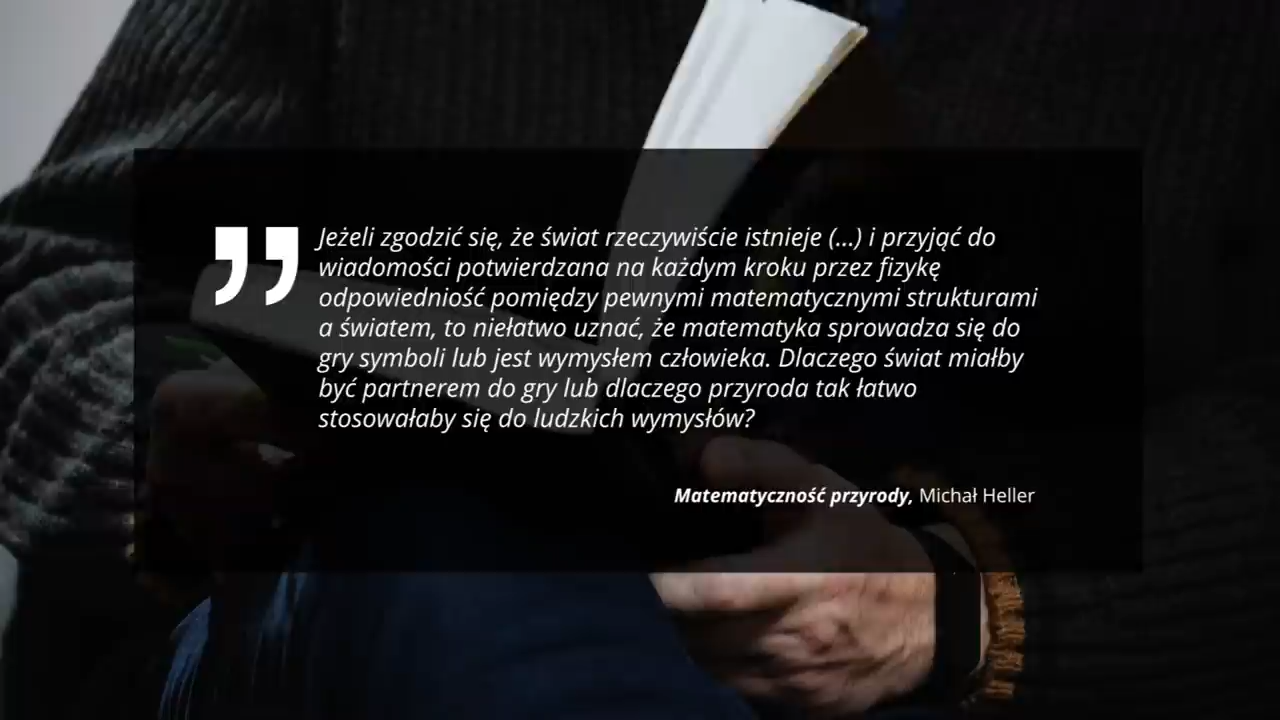 Jeżeli zgodzić się, że świat rzeczywiście istnieje (...) i przyjąć do
wiadomości potwierdzana na każdym kroku przez fizykę
odpowiedniość pomiędzy pewnymi matematycznymi strukturami
a światem, to niełatwo uznać, że matematyka sprowadza się do
gry symboli lub jest wymysłem człowieka. Dlaczego świat miałby
być partnerem do gry lub dlaczego przyroda tak łatwo
stosowałaby się do ludzkich wymysłów?
Matematyczność przyrody, Michał Heller